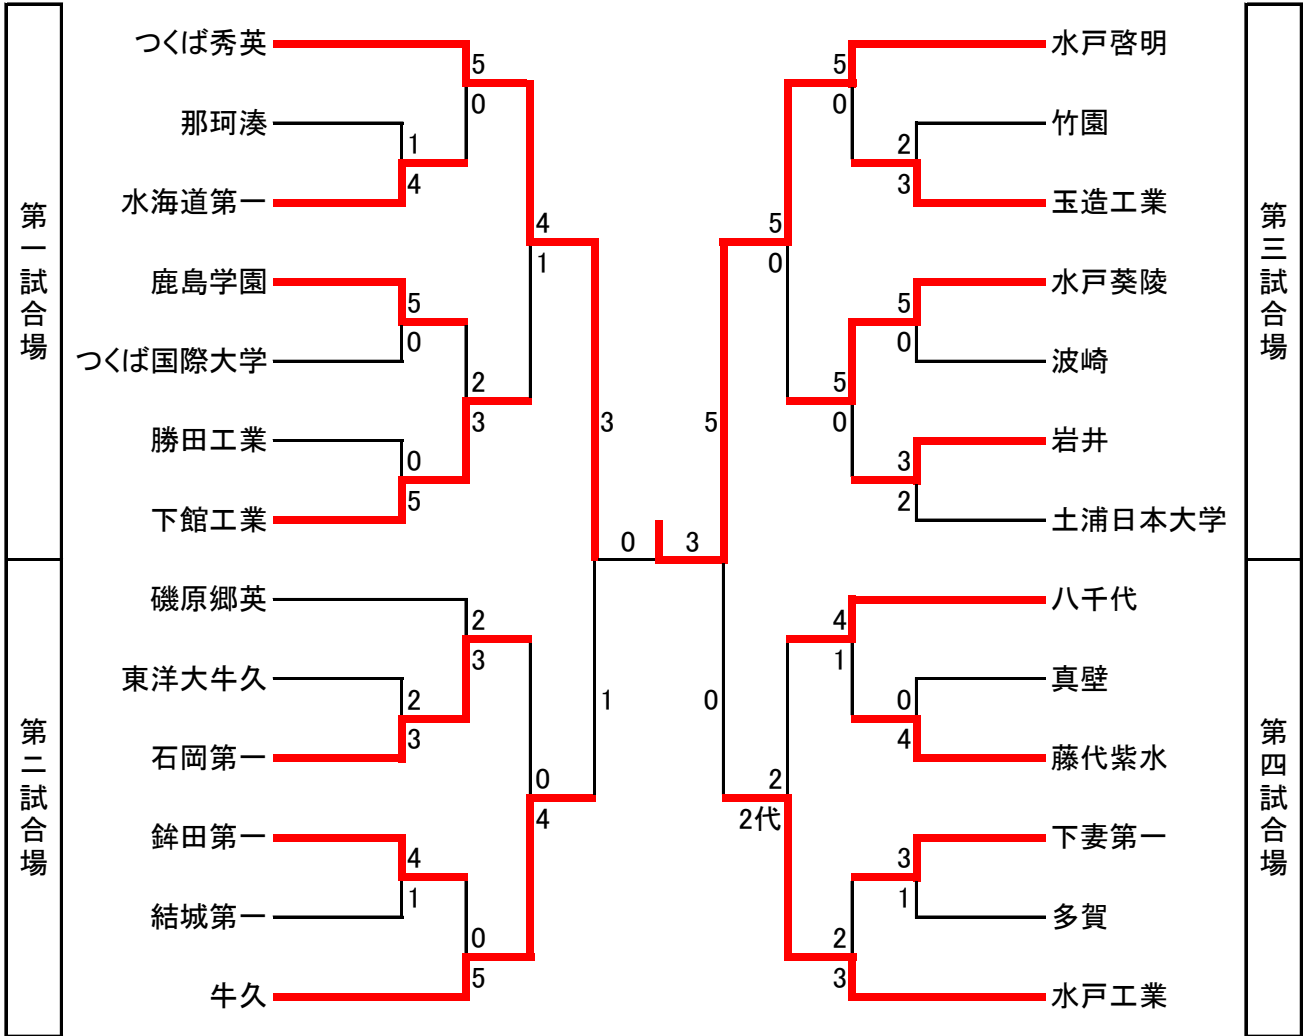 第一試合場
第二試合場
つくば秀英
那珂湊
水海道第一
鹿島学園
つくば国際大学
勝田工業
下館工業
磯原郷英
東洋大牛久
石岡第一
鉾田第一
結城第一
牛久
1
4
5
0
0
5
2
3
4
1
5
0
2
3
2
3
0
5
4
1
0
4
3
1
0
3
5
0
5
0
2
2代
5
0
5
0
4
1
2
3
2
3
5
0
3
2
0
4
3
1
水戸啓明
竹園
玉造工業
水戸葵陵
波崎
岩井
土浦日本大学
八千代
真壁
藤代紫水
下妻第一
多賀
水戸工業
第三試合場
第四試合場